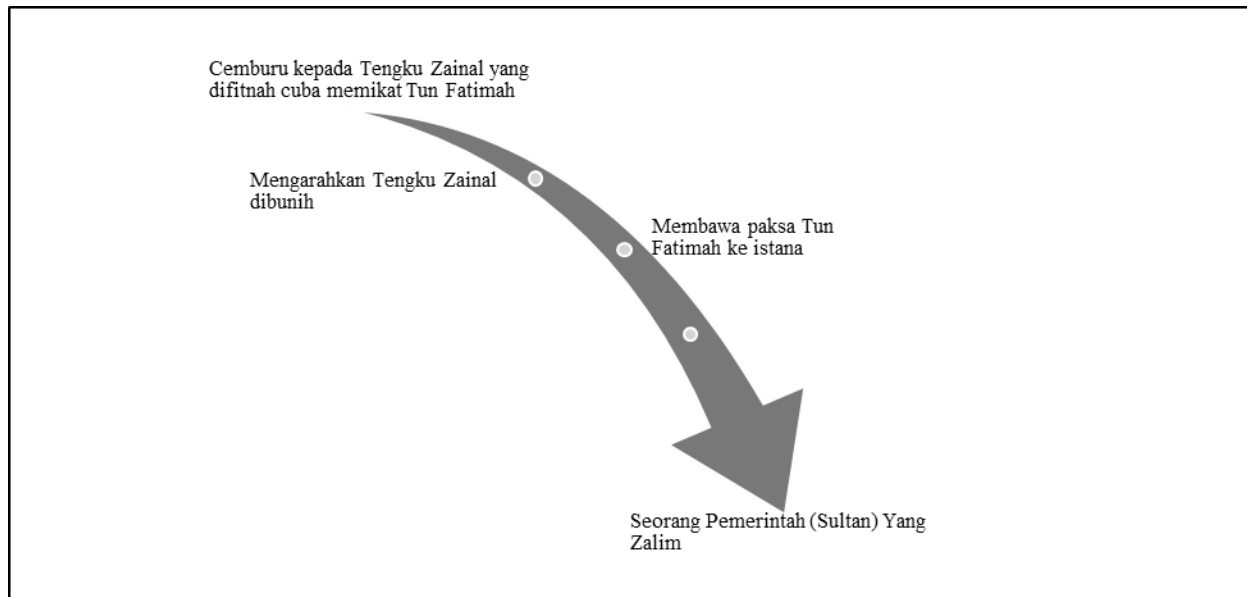 Cemburu kepada Tengku Zainal yang
difitnah cuba memikat Tun Fatimah
Mengarahkan Tengku Zainal
dibunih
Membawa paksa Tun
Fatimah ke istana
Seorang Pemerintah (Sultan) Yang
Zalim